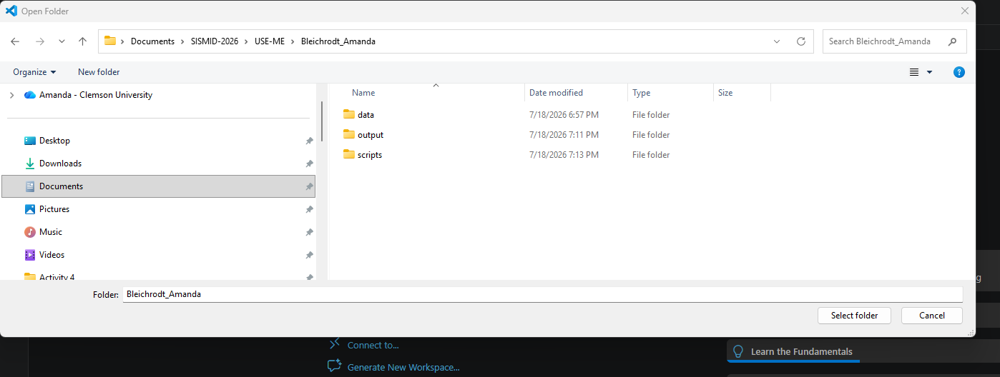 Open Folder
Documents > SISMID-2026 > USE-ME > Bleichrodt_Amanda
Search Bleichrodt_Amanda
Organize New folder
?
Amanda - Clemson University
Name Date modified Type Size
data 7/18/2026 6:57 PM File folder
output 7/18/2026 7:11 PM File folder
scripts 7/18/2026 7:13 PM File folder
Desktop
Downloads
Documents
Pictures
Music
Videos
Activity 4
g
Folder: Bleichrodt_Amanda
Select folder Cancel
Connect to...
Learn the Fundamentals
Generate New Workspace...